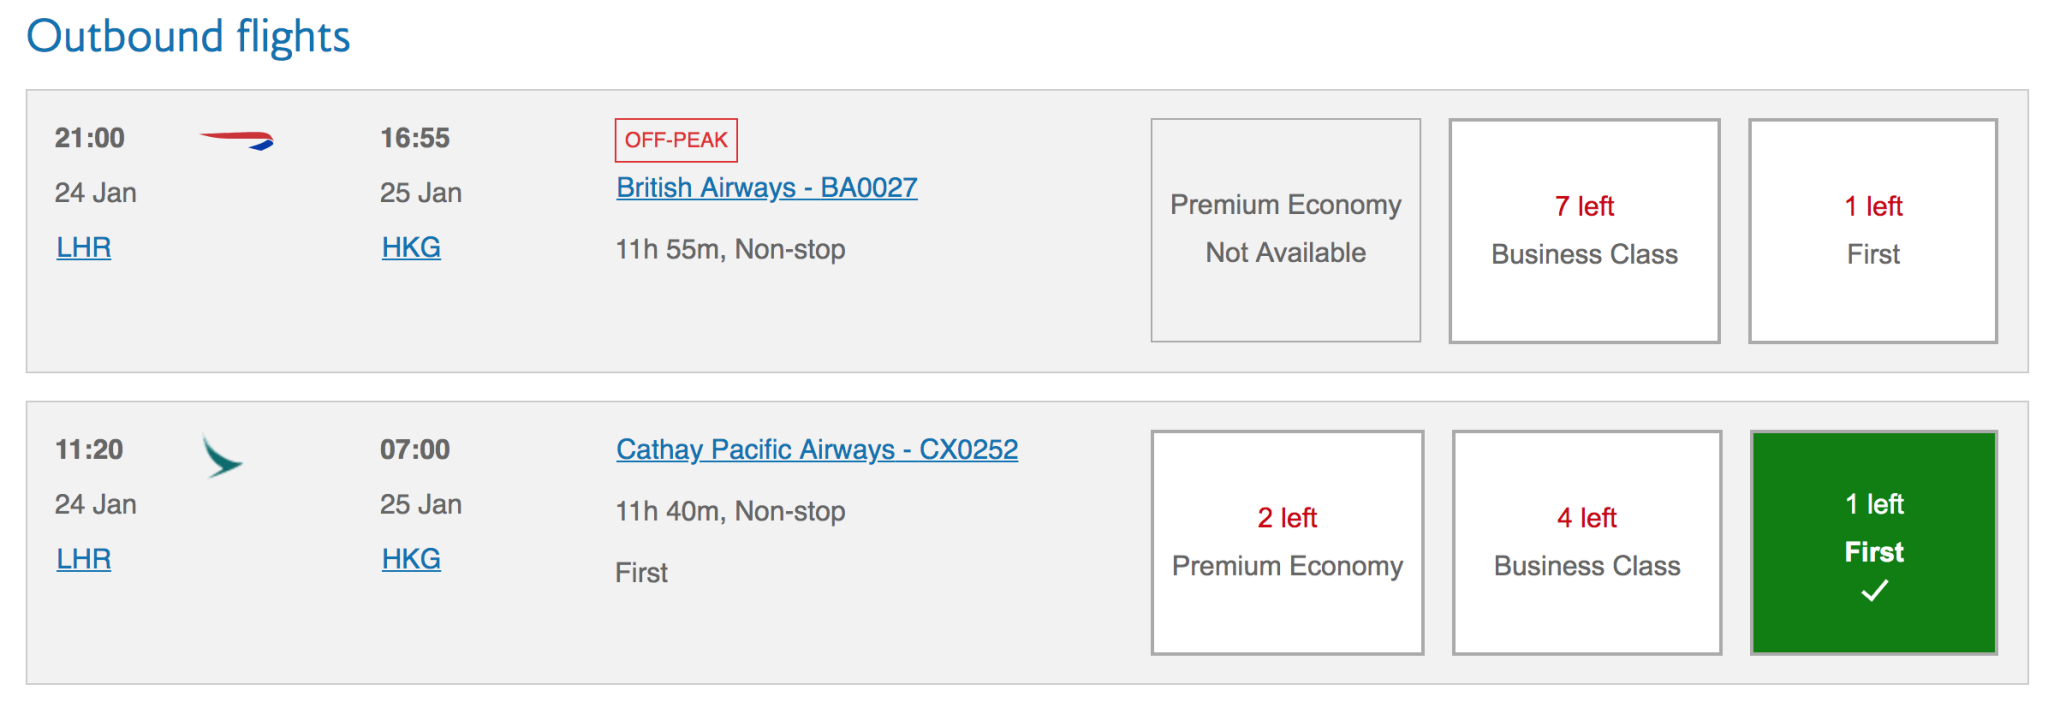 Outbound flights
21:00
24 Jan
LHR
16:55
25 Jan
HKG
OFF-PEAK
British Airways - BA0027
11h 55m, Non-stop
Premium Economy
Not Available
7 left
Business Class
1 left
First
11:20
24 Jan
LHR
07:00
25 Jan
HKG
Cathay Pacific Airways - CX0252
11h 40m, Non-stop
First
2 left
Premium Economy
4 left
Business Class
1 left
First